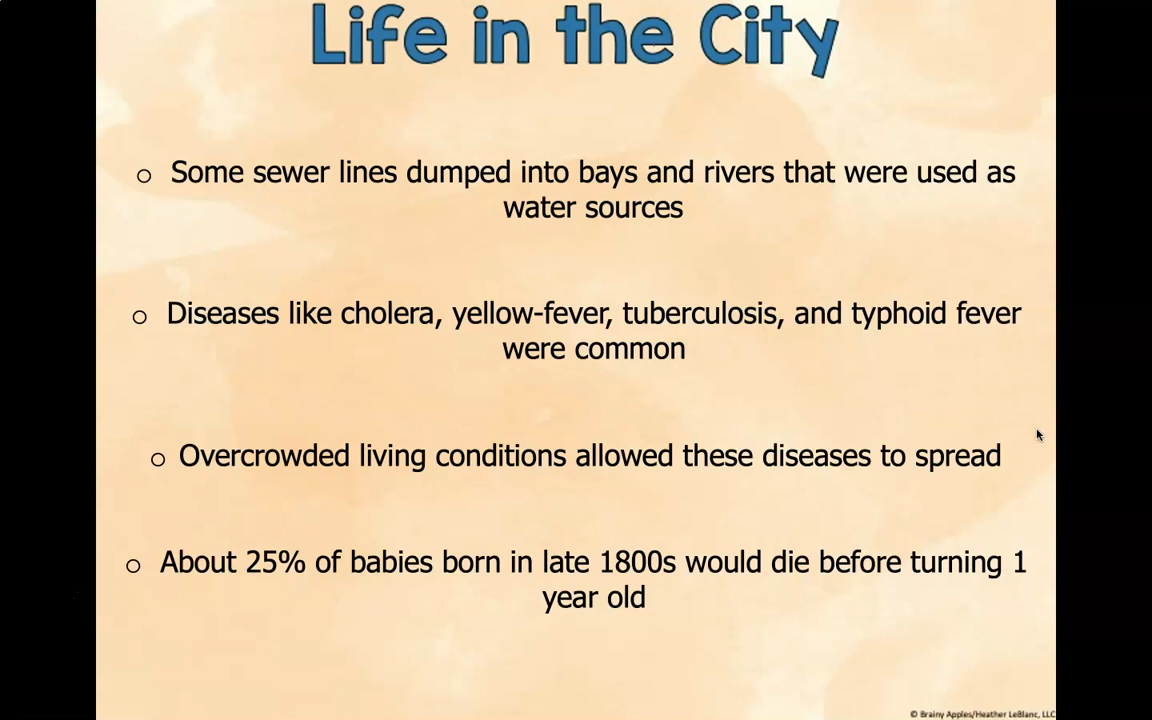 Life in the City
o Some sewer lines dumped into bays and rivers that were used as
water sources
o Diseases like cholera, yellow-fever, tuberculosis, and typhoid fever
were common
o Overcrowded living conditions allowed these diseases to spread
o About 25% of babies born in late 1800s would die before turning 1
year old
© Brainy Apples/Heather LeBlanc, LLC